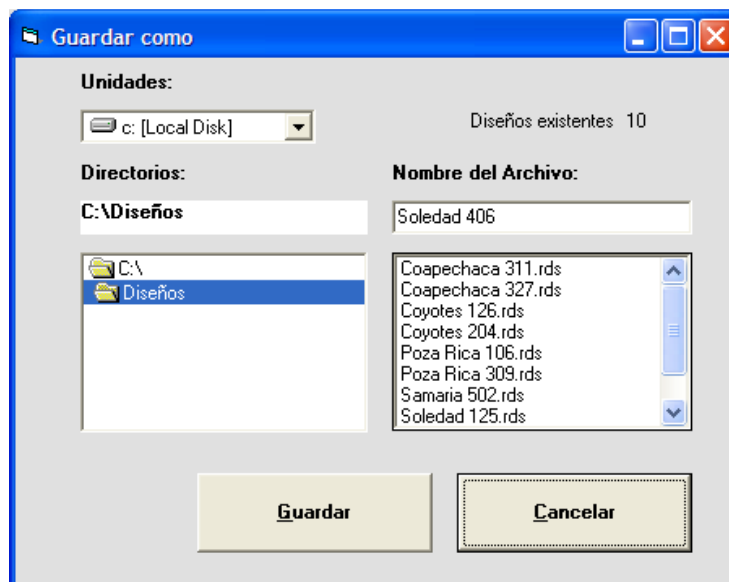 Guardar como
Unidades:
c: [Local Disk]
Diseños existentes 10
Directorios:
Nombre del Archivo:
C:\Diseños
Soledad 406
C:\
Diseños
Coapechaca 311.rds
Coapechaca 327.rds
Coyotes 126.rds
Coyotes 204.rds
Poza Rica 106.rds
Poza Rica 309.rds
Samaria 502.rds
Soledad 125.rds
Guardar
Cancelar